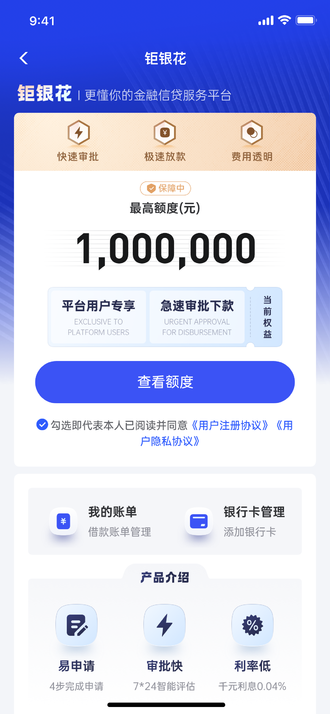 9:41
钜银花
钜银花 | 更懂你的金融信贷服务平台
快速审批 极速放款 费用透明
保障中
最高额度(元)
1,000,000
平台用户专享 急速审批下款 当前权益
EXCLUSIVE TO URGENT APPROVAL
PLATFORM USERS FOR DISBURSEMENT
查看额度
勾选即代表本人已阅读并同意《用户注册协议》《用
户隐私协议》
我的账单 银行卡管理
借款账单管理 添加银行卡
产品介绍
易申请 审批快 利率低
4步完成申请 7*24智能评估 千元利息0.04%